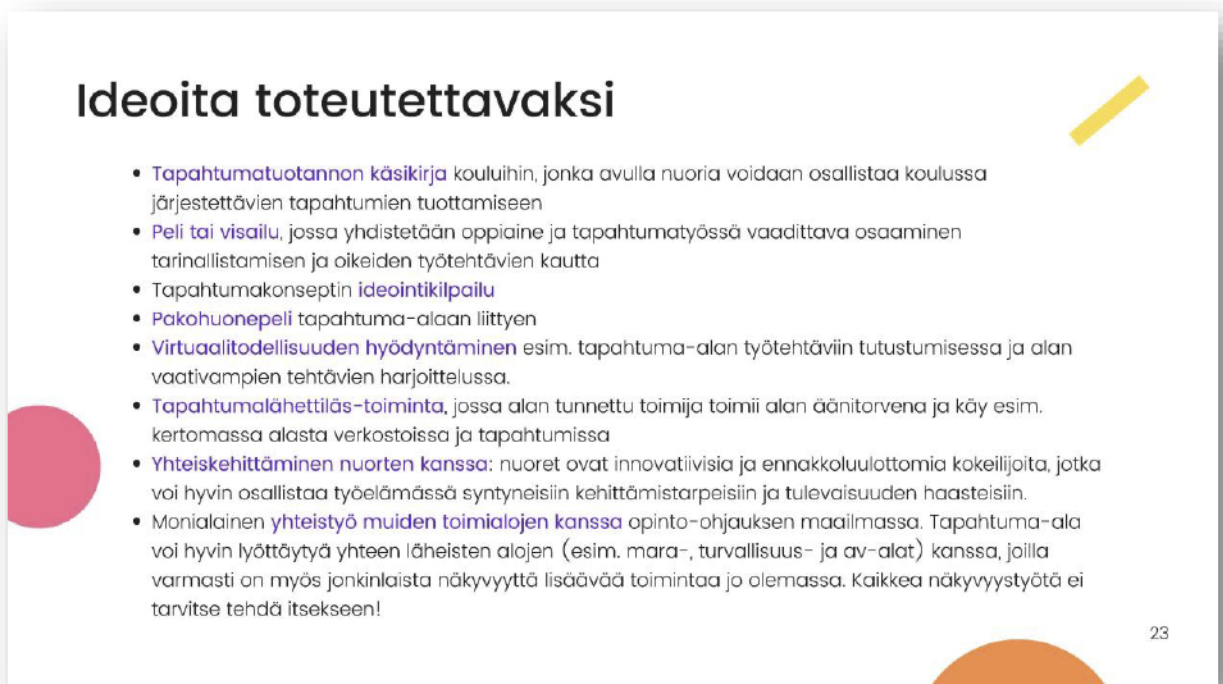 Ideoita toteutettavaksi
• Tapahtumatuotannon käsikirja kouluihin, jonka avulla nuoria voidaan osallistaa koulussa
järjestettävien tapahtumien tuottamiseen
• Peli tai visailu, jossa yhdistetään oppiaine ja tapahtumatyössä vaadittava osaaminen
tarinallistamisen ja oikeiden työtehtävien kautta
• Tapahtumakonseptin ideointikilpailu
• Pakohuonepeli tapahtuma-alaan liittyen
• Virtuaalitodellisuuden hyödyntäminen esim. tapahtuma-alan työtehtäviin tutustumisessa ja alan
vaativampien tehtävien harjoittelussa.
• Tapahtumalähettiläs-toiminta, jossa alan tunnettu toimija toimii alan äänitorvena ja käy esim.
kertomassa alasta verkostoissa ja tapahtumissa
• Yhteiskehittäminen nuorten kanssa: nuoret ovat innovatiivisia ja ennakkoluulottomia kokeilijoita, jotka
voi hyvin osallistaa työelämässä syntyneisiin kehittämistarpeisiin ja tulevaisuuden haasteisiin.
• Monialainen yhteistyö muiden toimialojen kanssa opinto-ohjauksen maailmassa. Tapahtuma-ala
voi hyvin lyöttäytyä yhteen läheisten alojen (esim. mara-, turvallisuus- ja av-alat) kanssa, joilla
varmasti on myös jonkinlaista näkyvyyttä lisäävää toimintaa jo olemassa. Kaikkea näkyvyystyötä ei
tarvitse tehdä itsekseen!
23